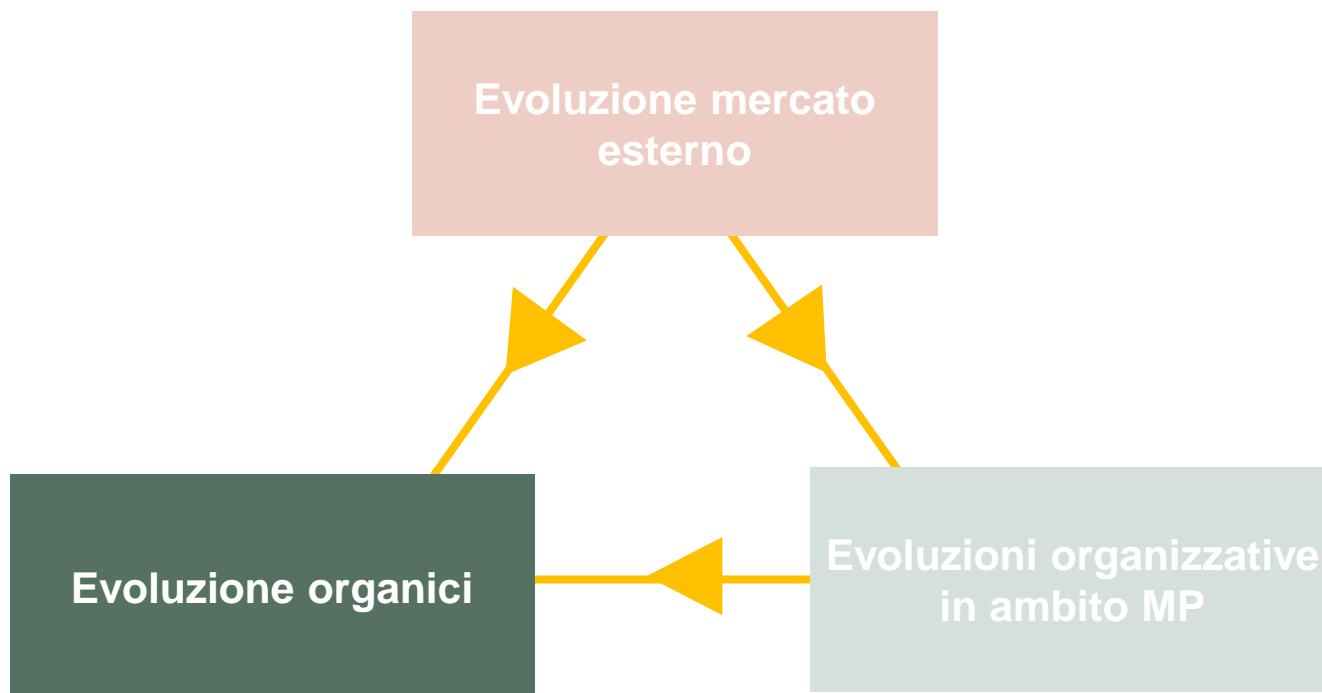 Evoluzione mercato
esterno
Evoluzione organici
Evoluzioni organizzative
in ambito MP